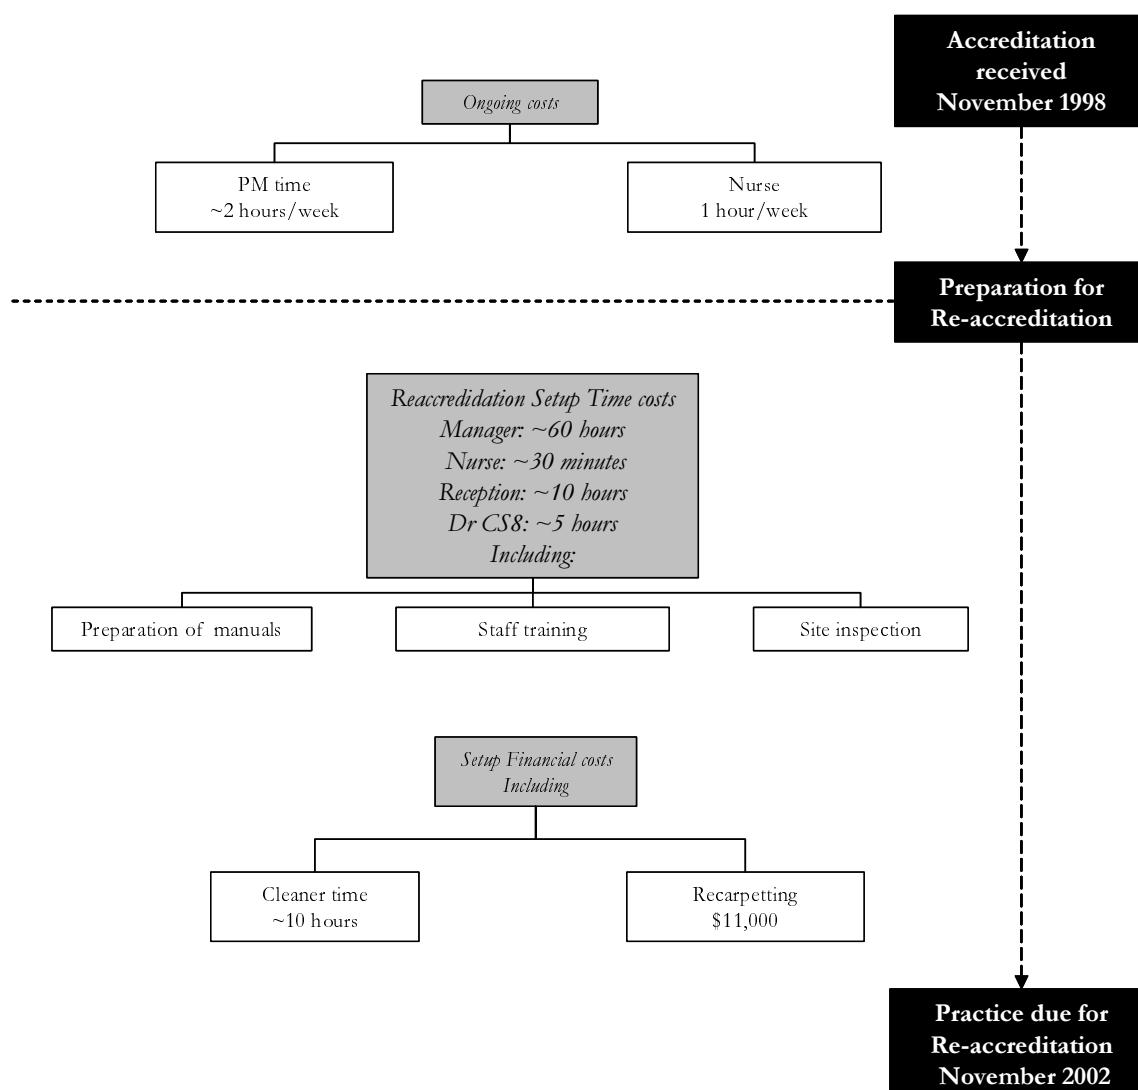 Accreditation
received
November 1998
Ongoing costs
PM time
~2 hours/week
Nurse
1 hour/week
Preparation for
Re-accreditation
Reaccredidation Setup Time costs
Manager: ~60 hours
Nurse: ~30 minutes
Reception: ~10 hours
Dr CS8: ~5 hours
Including:
Preparation of manuals
Staff training
Site inspection
Setup Financial costs
Including
Cleaner time
~10 hours
Recarpetting
$11,000
Practice due for
Re-accreditation
November 2002